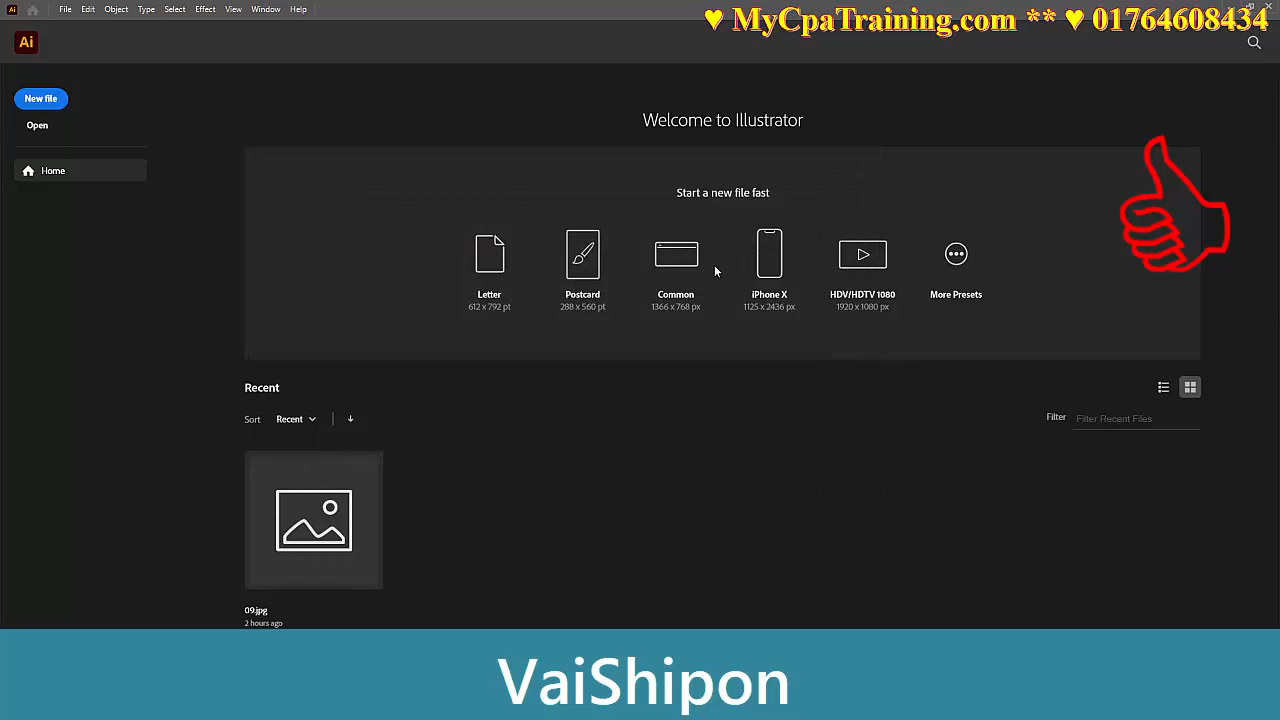 Ai File Edit Object Type Select Effect View Window Help
♥ MyCpaTraining.com ** ♥ 01764608434
Ai
New file
Open
Home
Welcome to Illustrator
Start a new file fast
Letter Postcard Common iPhone X HDV/HDTV 1080 More Presets
612 x 792 pt 288 x 560 pt 1366 x 768 px 1125 x 2436 px 1920 x 1080 px
Recent
Sort Recent Filter Filter Recent Files
09.jpg
2 hours ago
VaiShipon